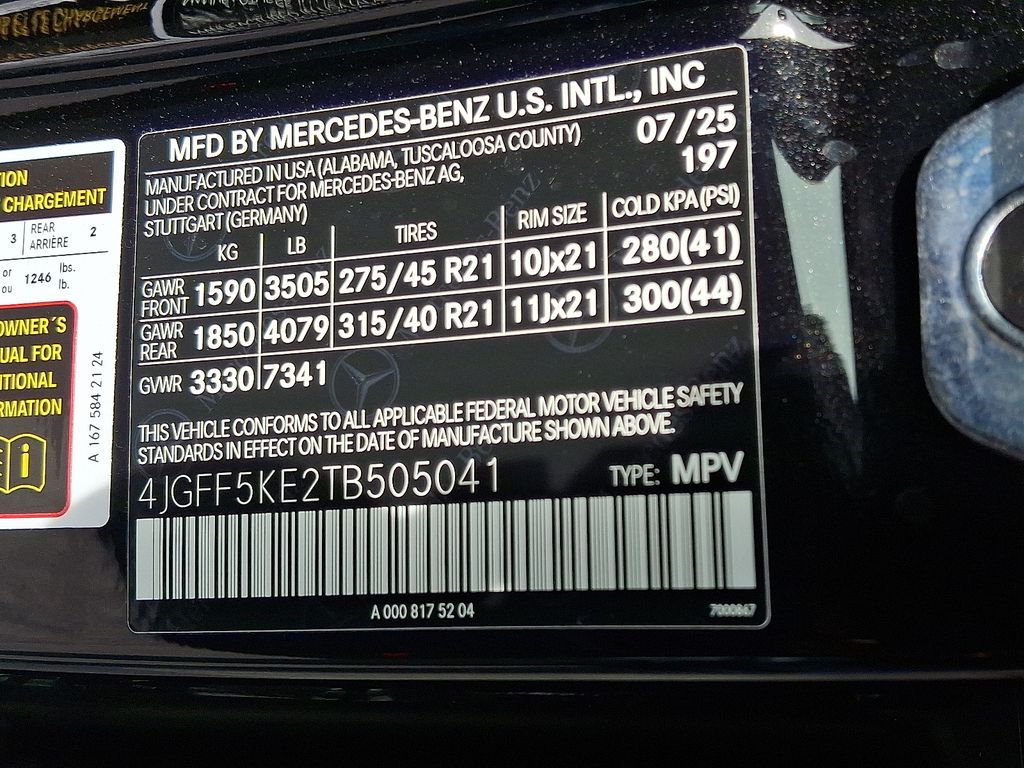 TION
CHARGEMENT
3 REAR ARRIÈRE 2
or ou 1246 lbs. lb.
OWNER´S
UAL FOR
ITIONAL
RMATION
i
A 167 584 21 24
MFD BY MERCEDES-BENZ U.S. INTL., INC
MANUFACTURED IN USA (ALABAMA, TUSCALOOSA COUNTY) 07/25
UNDER CONTRACT FOR MERCEDES-BENZ AG, 197
STUTTGART (GERMANY)
KG LB TIRES RIM SIZE COLD KPA (PSI)
GAWR FRONT 1590 3505 275/45 R21 10Jx21 280(41)
GAWR REAR 1850 4079 315/40 R21 11Jx21 300(44)
GVWR 3330 7341
THIS VEHICLE CONFORMS TO ALL APPLICABLE FEDERAL MOTOR VEHICLE SAFETY
STANDARDS IN EFFECT ON THE DATE OF MANUFACTURE SHOWN ABOVE.
4JGFF5KE2TB505041 TYPE: MPV
A 000 817 52 04